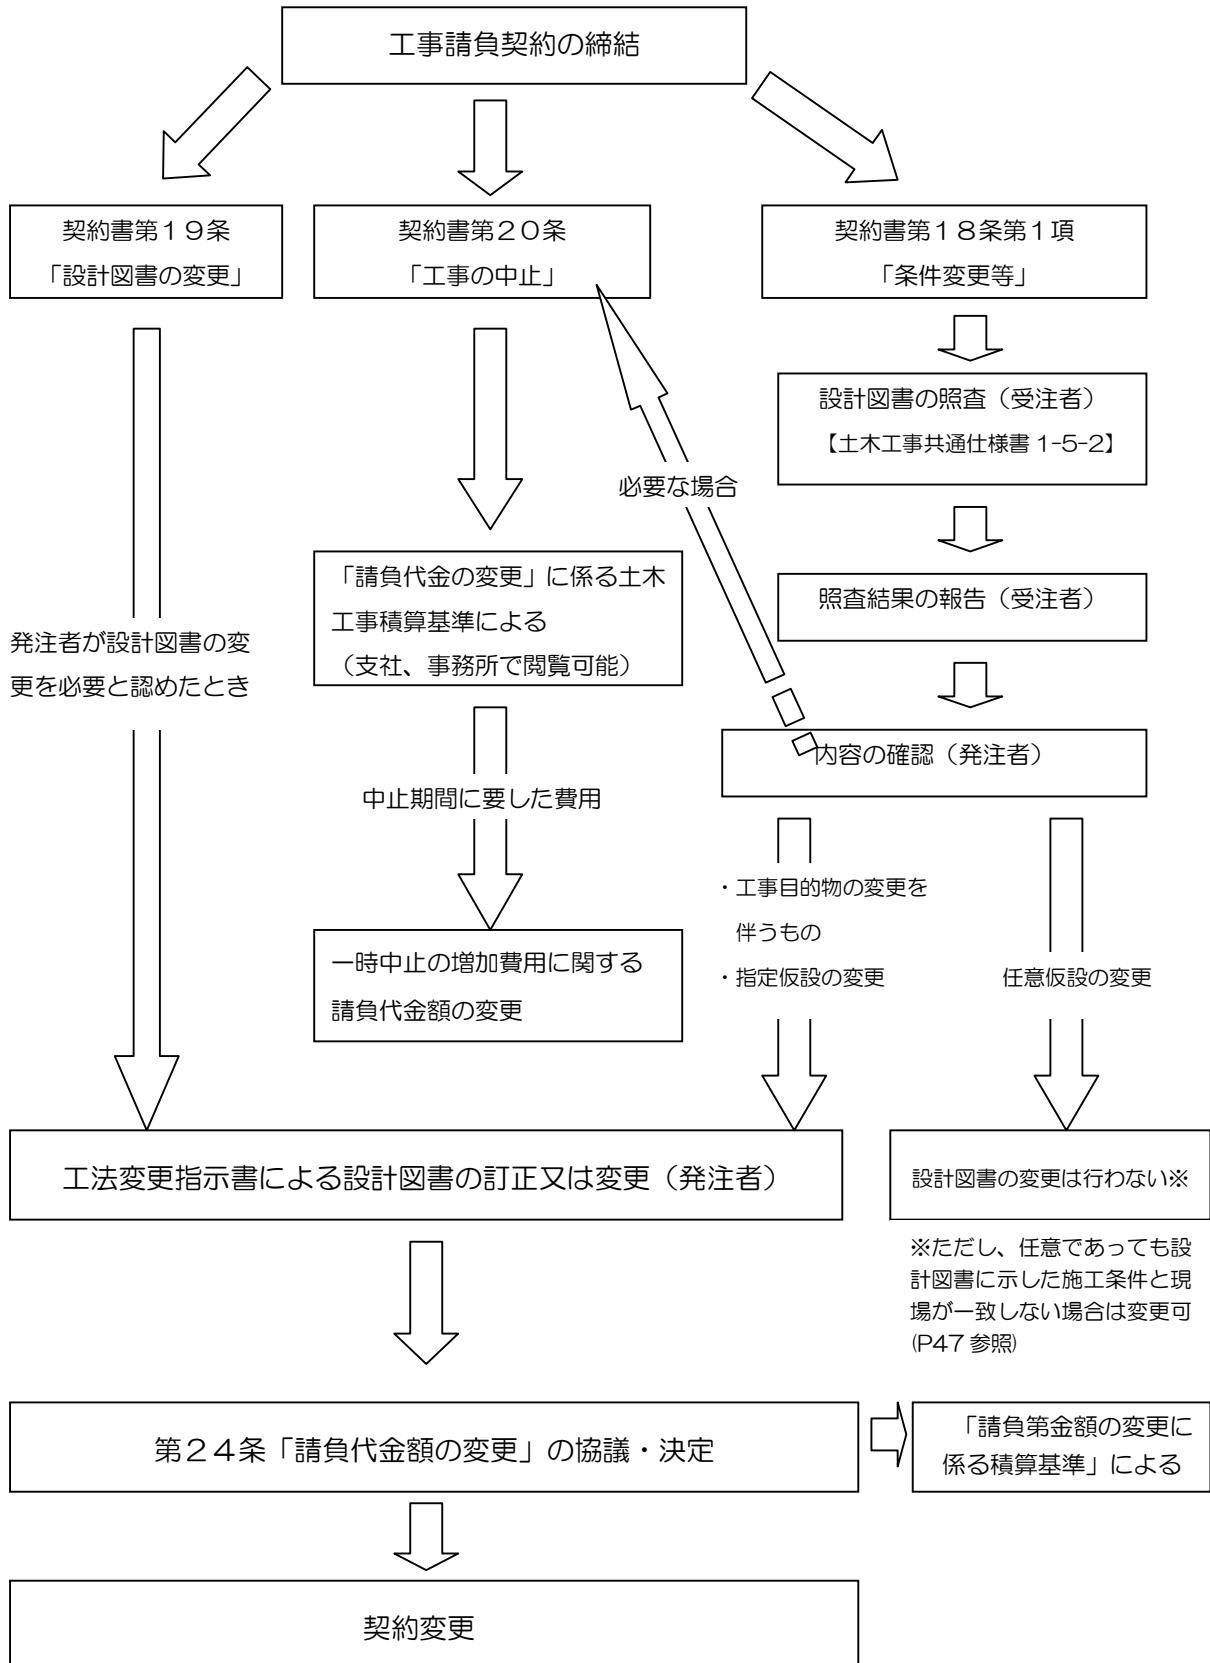 工事請負契約の締結
契約書第１９条
「設計図書の変更」
契約書第２０条
「工事の中止」
契約書第１８条第１項
「条件変更等」
設計図書の照査（受注者）
【土木工事共通仕様書 1-5-2】
必要な場合
照査結果の報告（受注者）
「請負代金の変更」に係る土木
工事積算基準による
（支社、事務所で閲覧可能）
発注者が設計図書の変
更を必要と認めたとき
内容の確認（発注者）
中止期間に要した費用
・工事目的物の変更を
伴うもの
・指定仮設の変更
任意仮設の変更
一時中止の増加費用に関する
請負代金額の変更
工法変更指示書による設計図書の訂正又は変更（発注者）
設計図書の変更は行わない※
※ただし、任意であっても設
計図書に示した施工条件と現
場が一致しない場合は変更可
(P47 参照)
第２４条「請負代金額の変更」の協議・決定
「請負第金額の変更に
係る積算基準」による
契約変更